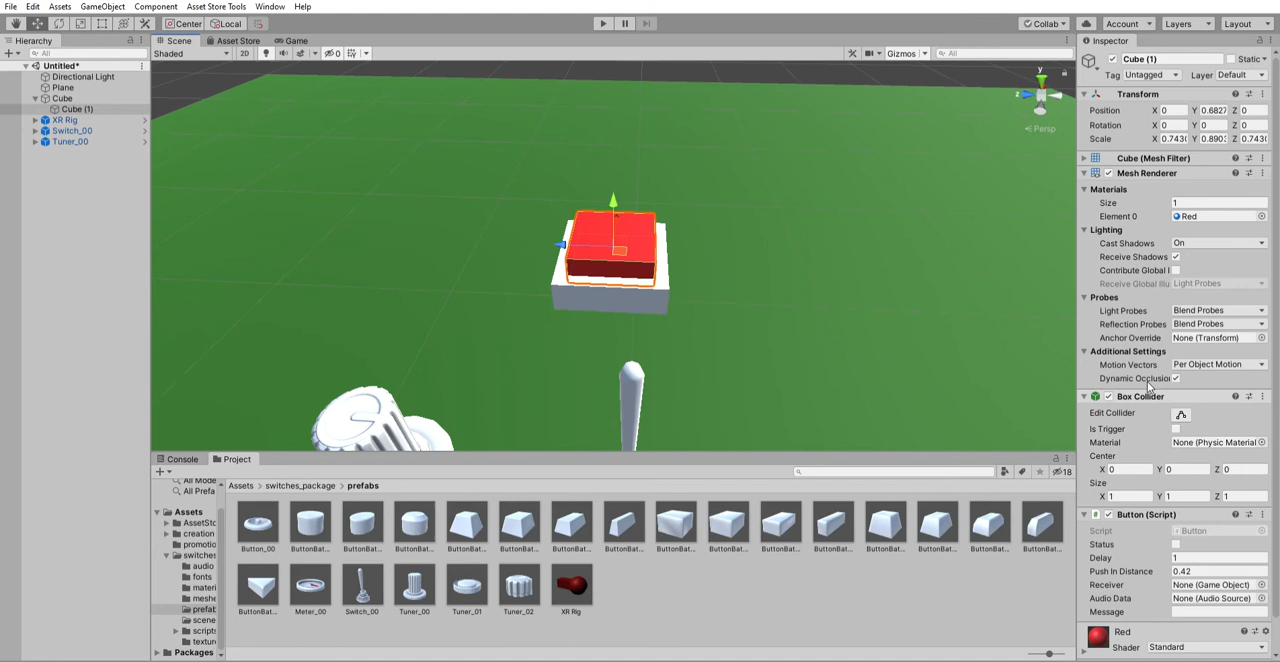 File Edit Assets GameObject Component Asset Store Tools Window Help
Center Local Collab Account Layers Layout
Hierarchy Scene Asset Store Game Inspector
All Shaded 2D 0 Gizmos All
Untitled*
Directional Light
Plane
Cube
Cube (1)
XR Rig
Switch_00
Tuner_00
y
z
Persp
Cube (1) Static
Tag Untagged Layer Default
Transform
Position X 0 Y 0.6827 Z 0
Rotation X 0 Y 0 Z 0
Scale X 0.743( Y 0.890: Z 0.743(
Cube (Mesh Filter)
Mesh Renderer
Materials
Size 1
Element 0 Red
Lighting
Cast Shadows On
Receive Shadows
Contribute Global I
Receive Global Illu Light Probes
Probes
Light Probes Blend Probes
Reflection Probes Blend Probes
Anchor Override None (Transform)
Additional Settings
Motion Vectors Per Object Motion
Dynamic Occlusion
Box Collider
Edit Collider
Is Trigger
Material None (Physic Material
Center
X 0 Y 0 Z 0
Size
X 1 Y 1 Z 1
Button (Script)
Script Button
Status
Delay 1
Push In Distance 0.42
Receiver None (Game Object)
Audio Data None (Audio Source)
Message
Red
Shader Standard
Console Project
18
All Mode
All Prefa
Assets
AssetSto
creation
promotio
switches
audio
fonts
materi
meshe
prefab
scene
scripts
textur
Packages
Assets switches_package prefabs
Button_00 ButtonBat... ButtonBat... ButtonBat... ButtonBat... ButtonBat... ButtonBat... ButtonBat... ButtonBat... ButtonBat... ButtonBat... ButtonBat... ButtonBat... ButtonBat... ButtonBat... ButtonBat...
ButtonBat... Meter_00 Switch_00 Tuner_00 Tuner_01 Tuner_02 XR Rig